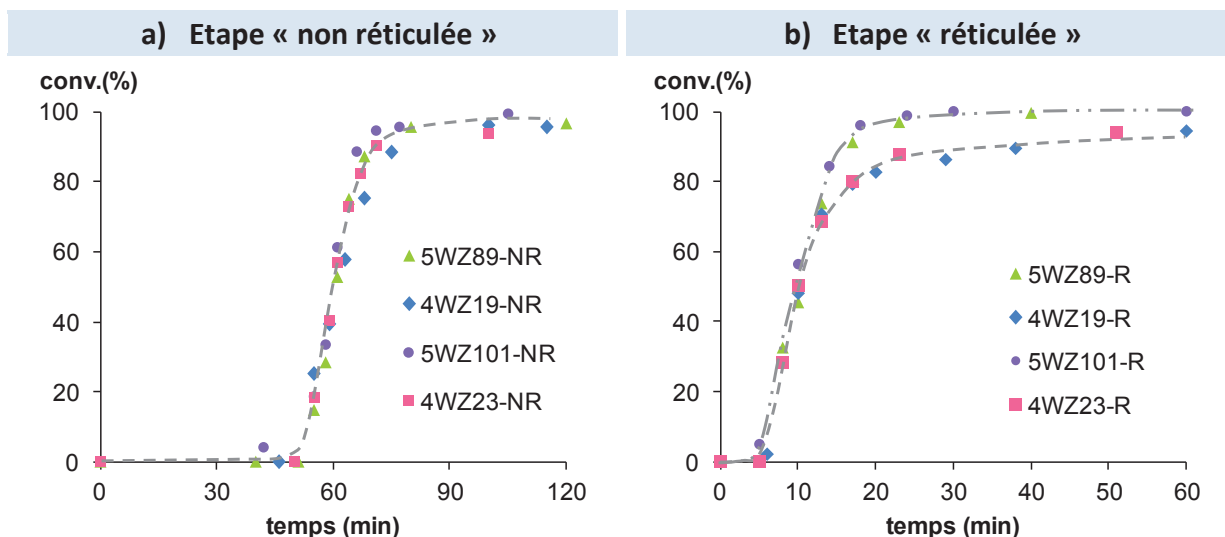 a) Etape « non réticulée »
conv.(%)
100
80
60
40
20
0
5WZ89-NR
4WZ19-NR
5WZ101-NR
4WZ23-NR
0 30 60 90 120
temps (min)
b) Etape « réticulée »
conv.(%)
100
80
60
40
20
0
5WZ89-R
4WZ19-R
5WZ101-R
4WZ23-R
0 10 20 30 40 50 60
temps (min)